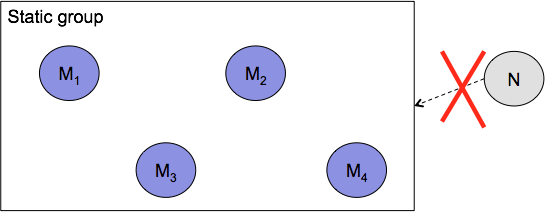 Static group
M₁
M₂
N
M₃
M₄